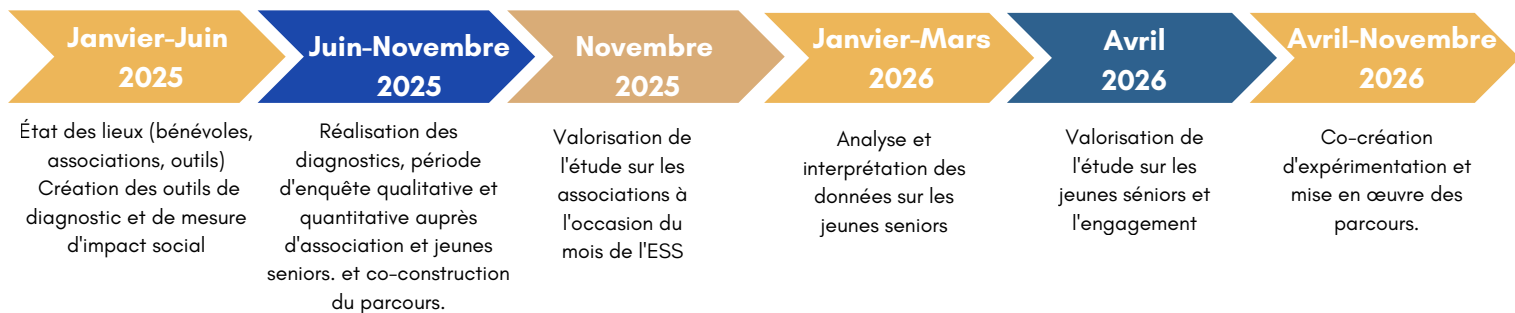 Janvier-Juin
2025
État des lieux (bénévoles,
associations, outils)
Création des outils de
diagnostic et de mesure
d'impact social
Juin-Novembre
2025
Réalisation des
diagnostics, période
d'enquête qualitative et
quantitative auprès
d'association et jeunes
seniors. et co-construction
du parcours.
Novembre
2025
Valorisation de
l'étude sur les
associations à
l'occasion du
mois de l'ESS
Janvier-Mars
2026
Analyse et
interprétation des
données sur les
jeunes seniors
Avril
2026
Valorisation de
l'étude sur les
jeunes séniors et
l'engagement
Avril-Novembre
2026
Co-création
d'expérimentation et
mise en œuvre des
parcours.